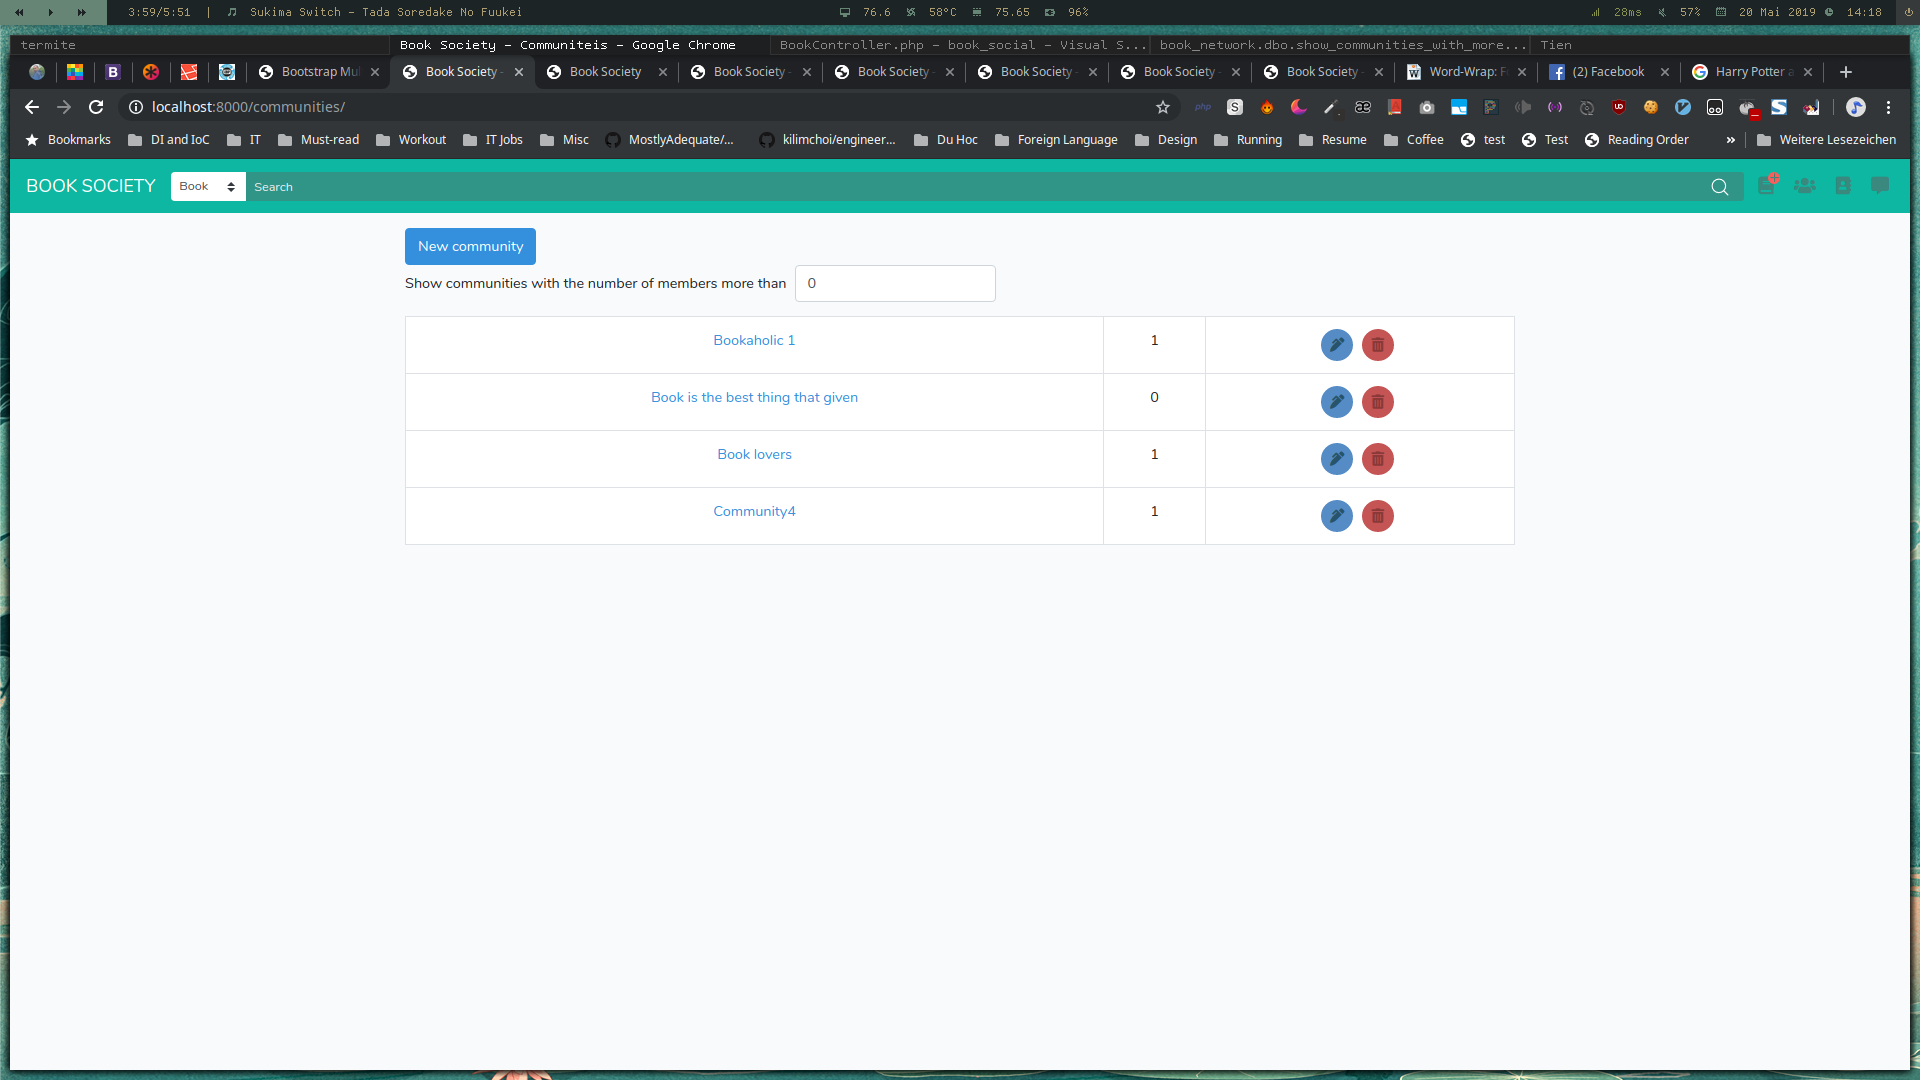 3:59/5:51 | Sukima Switch - Tada Soredake No Fuukei 76.6 58°C 75.65 96% 28ms 57% 20 Mai 2019 14:18
termite Book Society - Communiteis - Google Chrome BookController.php - book_social - Visual S... book_network.dbo.show_communities_with_more... Tien
Bootstrap Mul Book Society - Book Society Book Society - Book Society - Book Society - Book Society - Book Society - Word-Wrap: F (2) Facebook Harry Potter a
localhost:8000/communities/
Bookmarks DI and IoC IT Must-read Workout IT Jobs Misc MostlyAdequate/... kilimchoi/engineer... Du Hoc Foreign Language Design Running Resume Coffee test Test Reading Order » Weitere Lesezeichen
BOOK SOCIETY Book Search
New community
Show communities with the number of members more than 0
Bookaholic 1 1
Book is the best thing that given 0
Book lovers 1
Community4 1